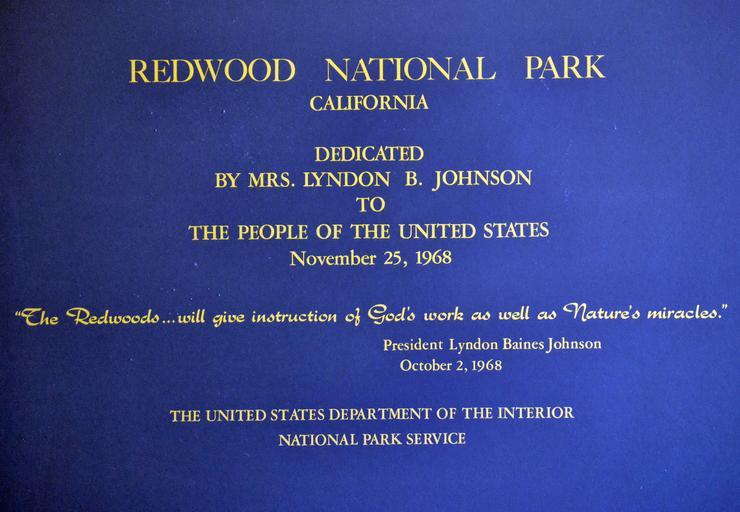 REDWOOD NATIONAL PARK
CALIFORNIA
DEDICATED
BY MRS. LYNDON B. JOHNSON
TO
THE PEOPLE OF THE UNITED STATES
November 25, 1968
“The Redwoods...will give instruction of God's work as well as Nature's miracles.”
President Lyndon Baines Johnson
October 2, 1968
THE UNITED STATES DEPARTMENT OF THE INTERIOR
NATIONAL PARK SERVICE